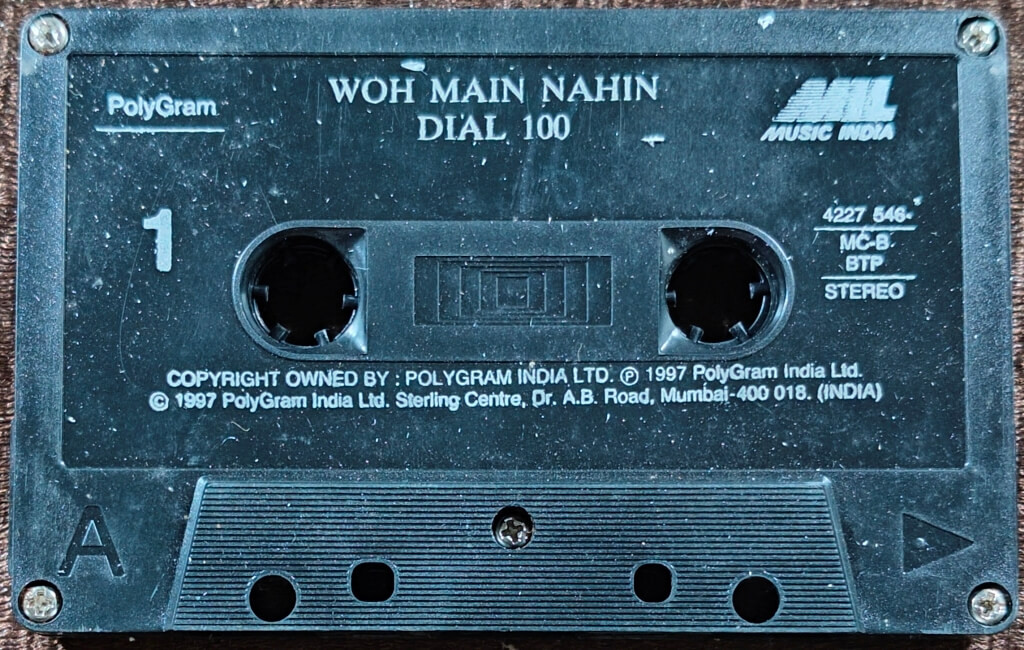 PolyGram
WOH MAIN NAHIN
DIAL 100
MIL
MUSIC INDIA
1
4227 546-
MC-B
BTP
STEREO
COPYRIGHT OWNED BY : POLYGRAM INDIA LTD. Ⓟ 1997 PolyGram India Ltd.
© 1997 PolyGram India Ltd. Sterling Centre, Dr. A.B. Road, Mumbai-400 018. (INDIA)
A